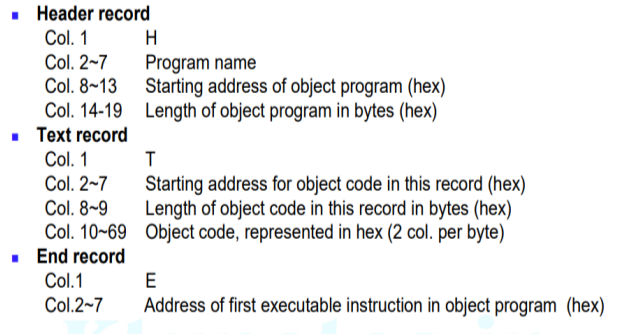 ▪ Header record
Col. 1 H
Col. 2~7 Program name
Col. 8~13 Starting address of object program (hex)
Col. 14-19 Length of object program in bytes (hex)
▪ Text record
Col. 1 T
Col. 2~7 Starting address for object code in this record (hex)
Col. 8~9 Length of object code in this record in bytes (hex)
Col. 10~69 Object code, represented in hex (2 col. per byte)
▪ End record
Col.1 E
Col.2~7 Address of first executable instruction in object program (hex)